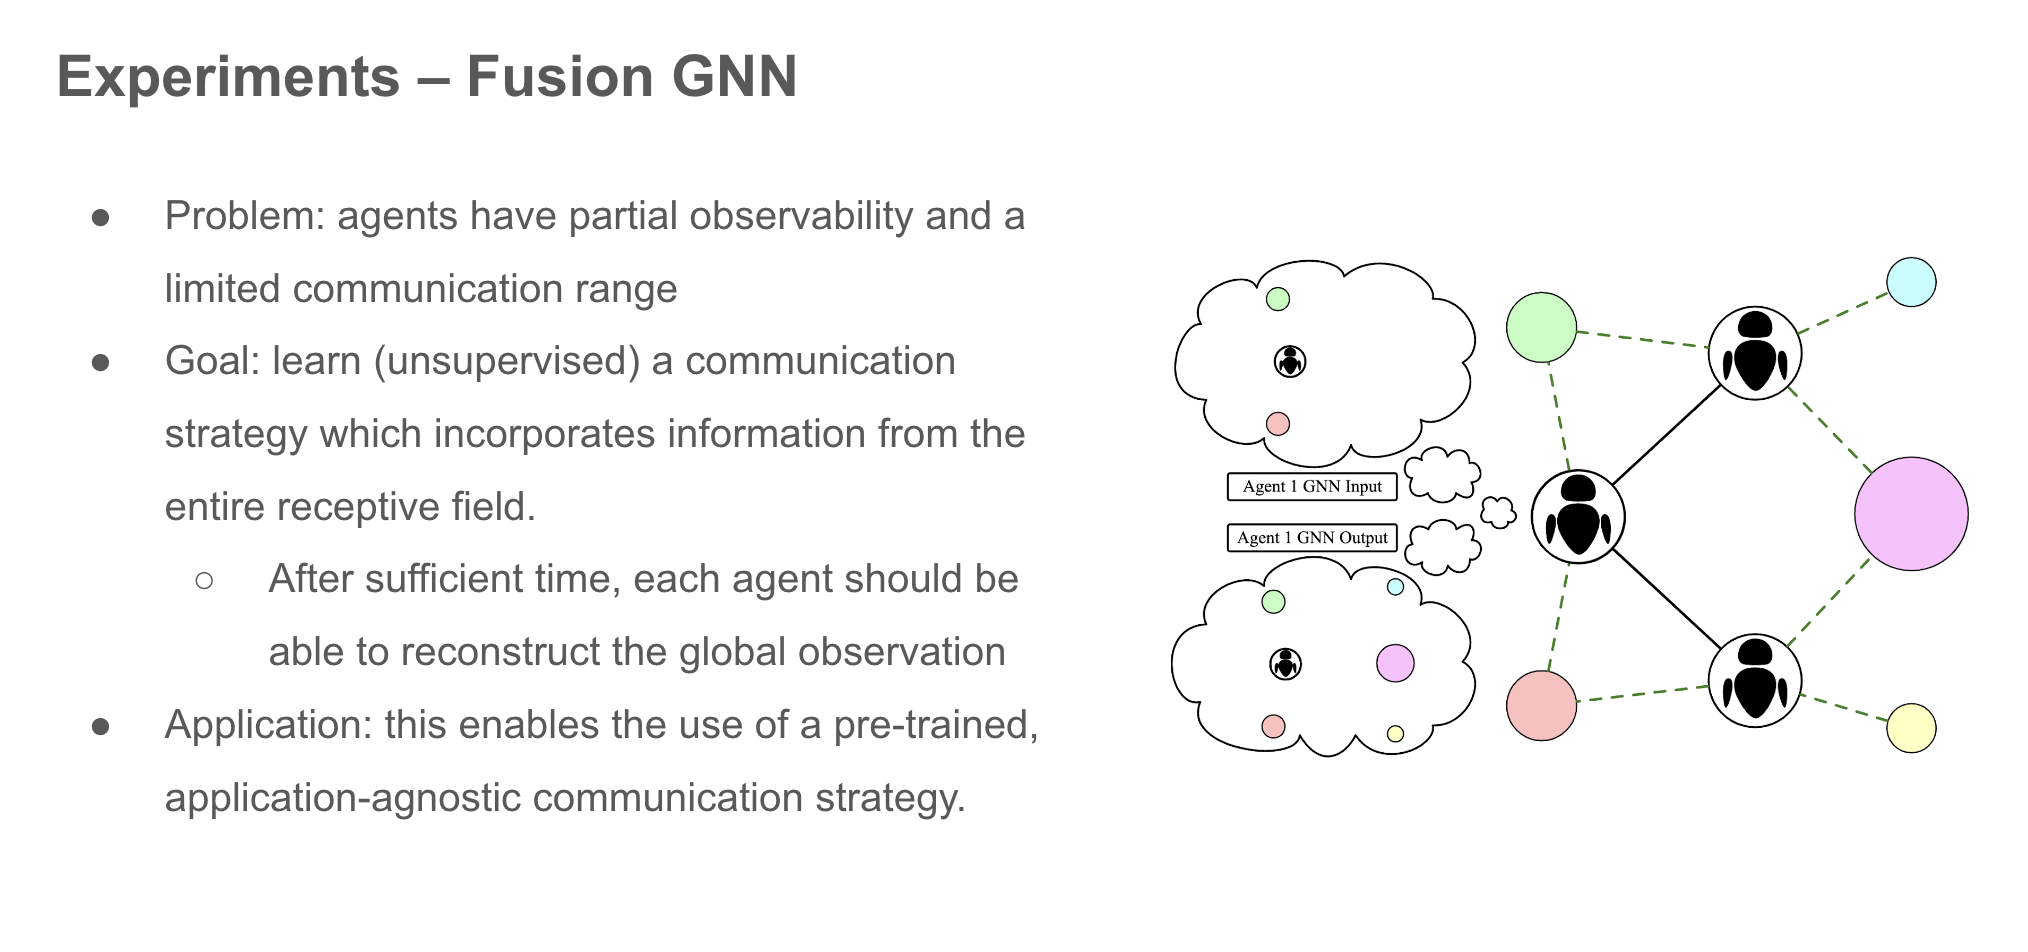 Experiments – Fusion GNN
● Problem: agents have partial observability and a
limited communication range
● Goal: learn (unsupervised) a communication
strategy which incorporates information from the
entire receptive field.
○ After sufficient time, each agent should be
able to reconstruct the global observation
● Application: this enables the use of a pre-trained,
application-agnostic communication strategy.
Agent 1 GNN Input
Agent 1 GNN Output